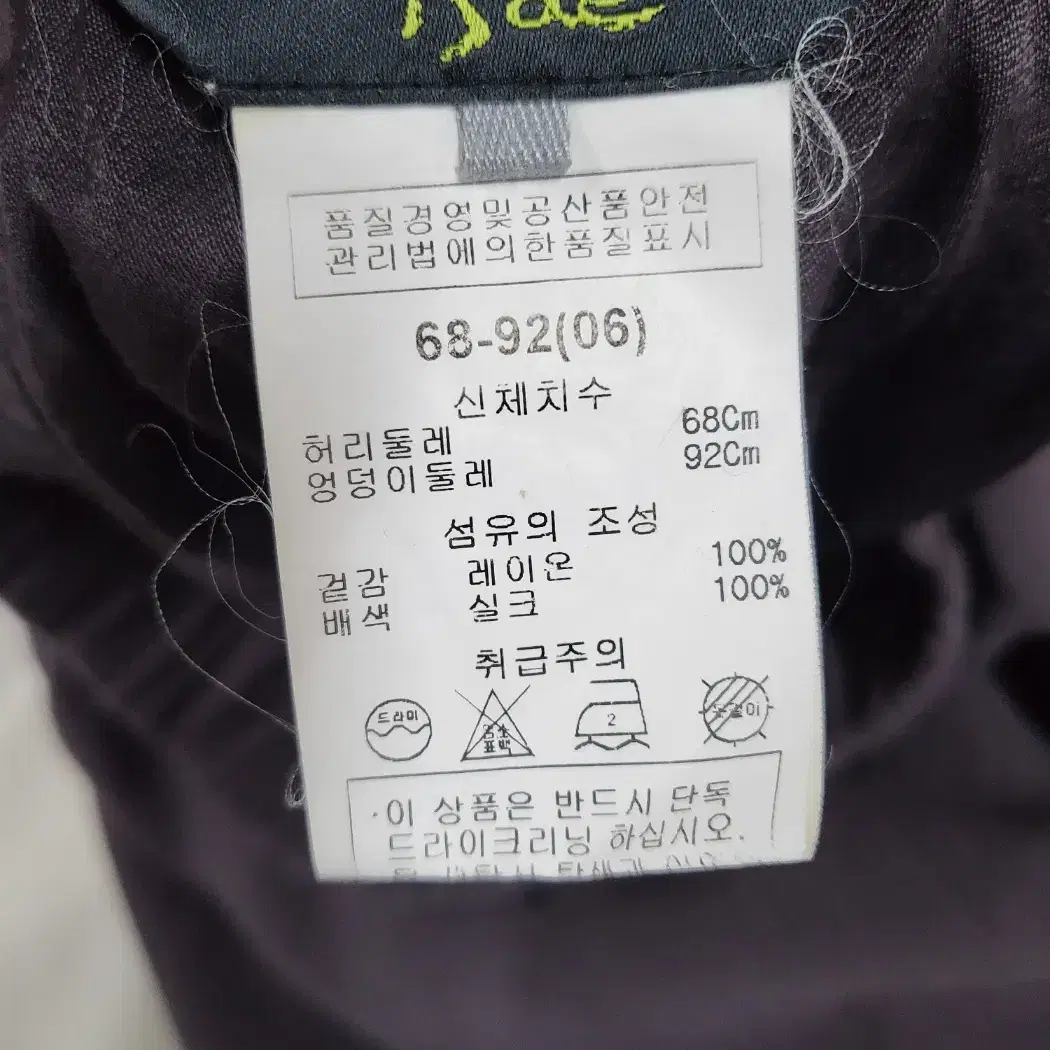 품질경영및공산품안전
관리법에의한품질표시
68-92(06)
신체치수
허리둘레 68Cm
엉덩이둘레 92Cm
섬유의 조성
겉감 레이온 100%
배색 실크 100%
취급주의
드라이 염소 표백 2
·이 상품은 반드시 단독
드라이크리닝 하십시오.